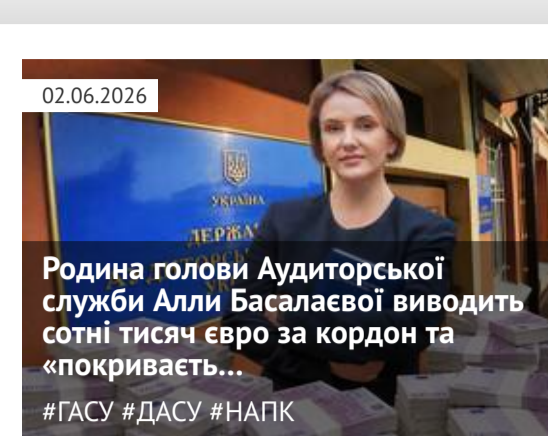 02.06.2026
УКРАЇНА
Родина голови Аудиторської
служби Алли Басалаєвої виводить
сотні тисяч євро за кордон та
«покриваєть...
#ГАСУ #ДАСУ #НАПК